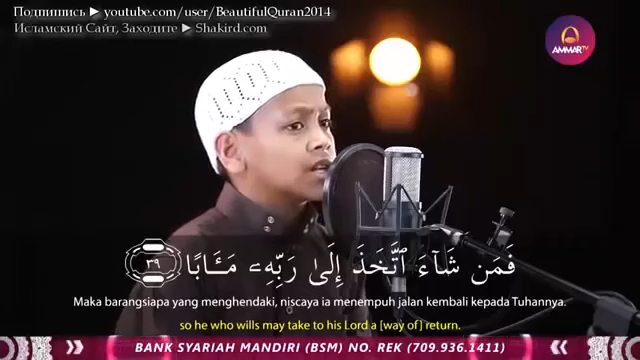 Подпишись ► youtube.com/user/BeautifulQuran2014
Исламский Сайт, Заходите ► Shakird.com
AMMAR TV
فَمَن شَآءَ ٱتَّخَذَ إِلَىٰ رَبِّهِۦ مَـَٔابًا ٣٩
Maka barangsiapa yang menghendaki, niscaya ia menempuh jalan kembali kepada Tuhannya.
so he who wills may take to his Lord a [way of] return.
BANK SYARIAH MANDIRI (BSM) NO. REK (709.936.1411)